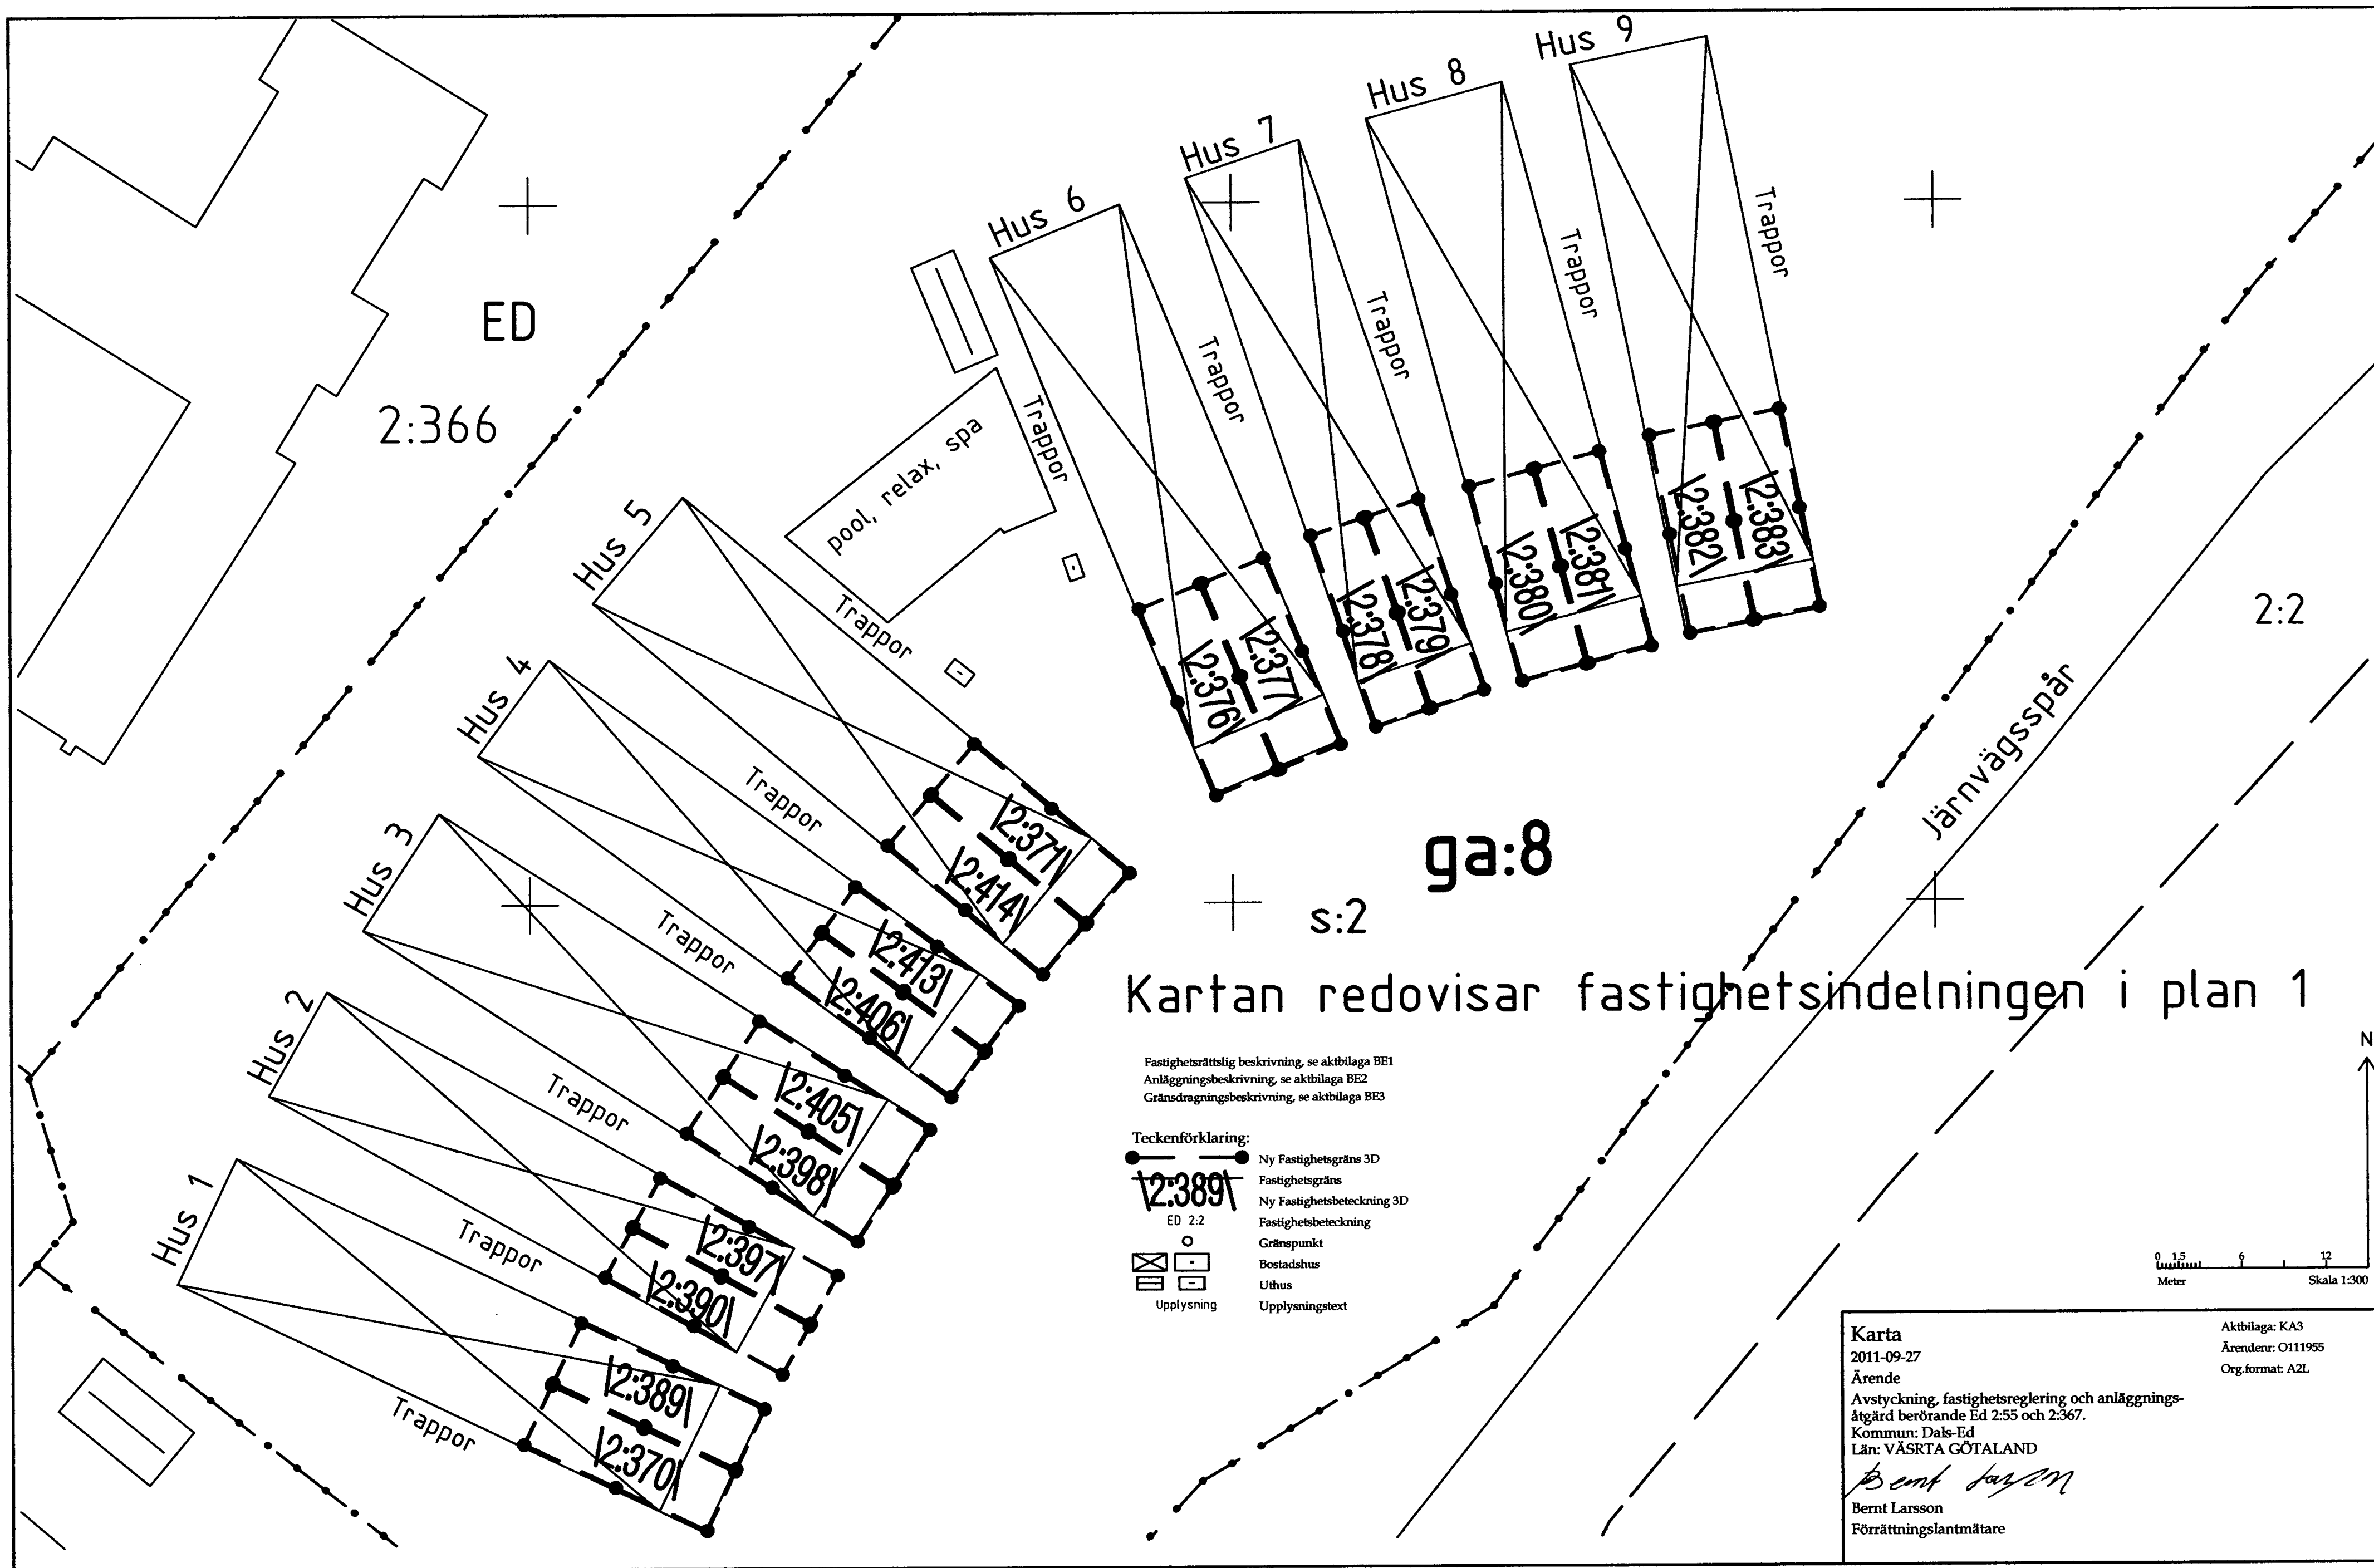 Hus 9
Hus 8
Hus 7
Hus 6
Trappor
Trappor
Trappor
Trappor
Trappor
ED
2:366
pool, relax, spa
Hus 5
Trappor
2:382
2:383
2:380
2:381
2:378
2:379
2:376
2:377
2:2
Järnvägsspår
Hus 4
Trappor
2:371
2:414
ga:8
s:2
Hus 3
Trappor
2:413
2:406
Kartan redovisar fastighetsindelningen i plan 1
Hus 2
Trappor
2:405
2:398
Hus 1
Trappor
2:397
2:390
Trappor
2:389
2:370
Fastighetsrättslig beskrivning, se aktbilaga BE1
Anläggningsbeskrivning, se aktbilaga BE2
Gränsdragningsbeskrivning, se aktbilaga BE3
Teckenförklaring:
Ny Fastighetsgräns 3D
Fastighetsgräns
2:389 Ny Fastighetsbeteckning 3D
ED 2:2 Fastighetsbeteckning
Gränspunkt
Bostadshus
Uthus
Upplysning Upplysningstext
N
0 1,5 6 12
Meter Skala 1:300
Karta
2011-09-27
Ärende
Avstyckning, fastighetsreglering och anläggnings-
åtgärd berörande Ed 2:55 och 2:367.
Kommun: Dals-Ed
Län: VÄSRTA GÖTALAND
Bernt Larsson
Bernt Larsson
Förrättningslantmätare
Aktbilaga: KA3
Ärendenr: O111955
Org.format: A2L